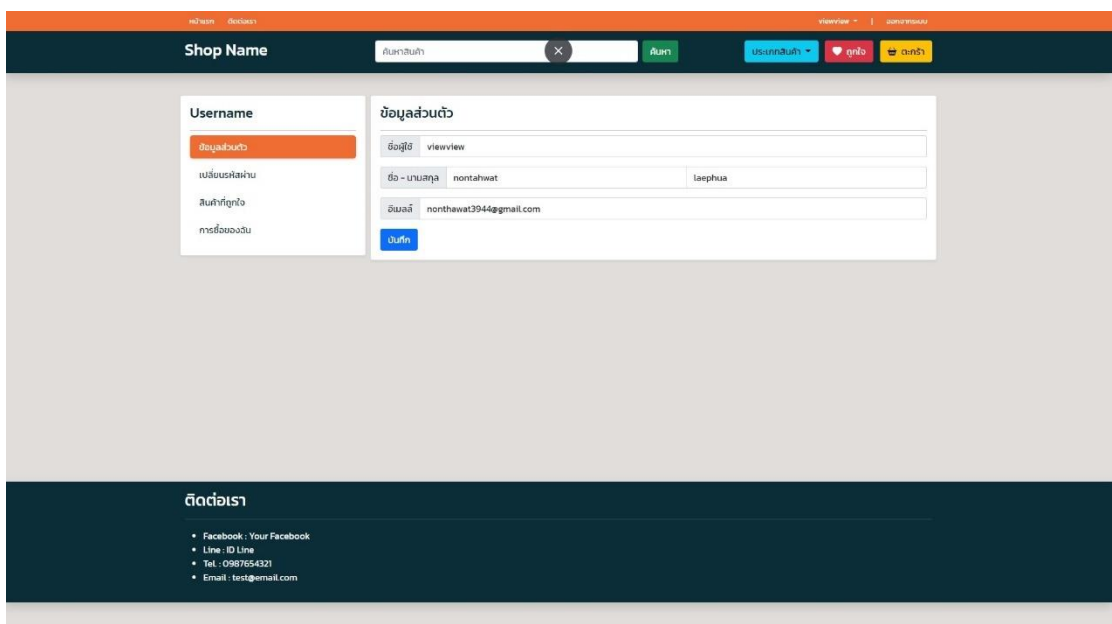 หน้าแรก ติดต่อเรา viewview | ออกจากระบบ
Shop Name ค้นหาสินค้า ค้นหา ประเภทสินค้า ถูกใจ ตะกร้า
Username
ข้อมูลส่วนตัว
เปลี่ยนรหัสผ่าน
สินค้าที่ถูกใจ
การซื้อของฉัน
ข้อมูลส่วนตัว
ชื่อผู้ใช้ viewview
ชื่อ - นามสกุล nontahwat laephua
อีเมลล์ nonthawat3944@gmail.com
บันทึก
ติดต่อเรา
Facebook : Your Facebook
Line : ID Line
Tel. : 0987654321
Email : test@email.com